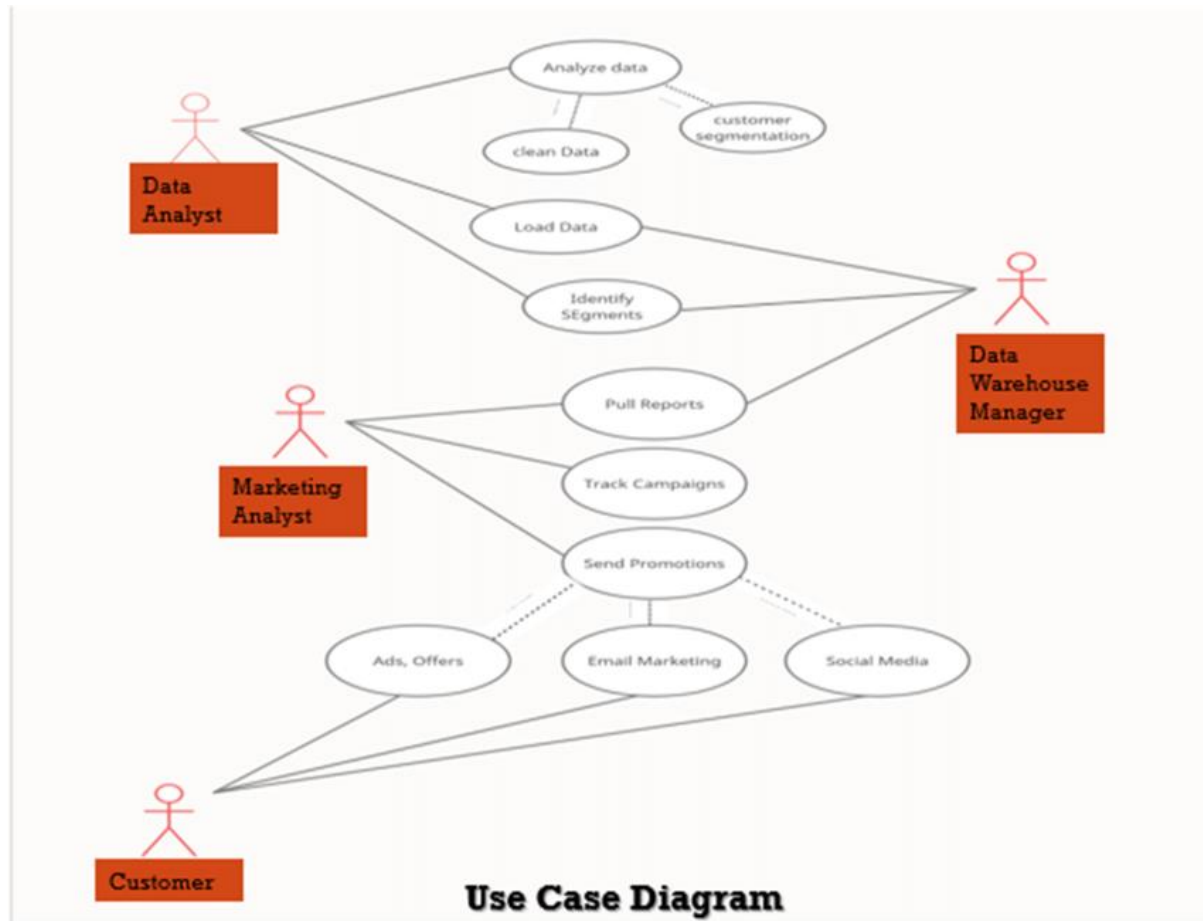 Analyze data
customer
segmentation
clean Data
Data
Analyst
Load Data
Identify
SEgments
Data
Warehouse
Manager
Pull Reports
Marketing
Analyst
Track Campaigns
Send Promotions
Ads, Offers
Email Marketing
Social Media
Customer
Use Case Diagram